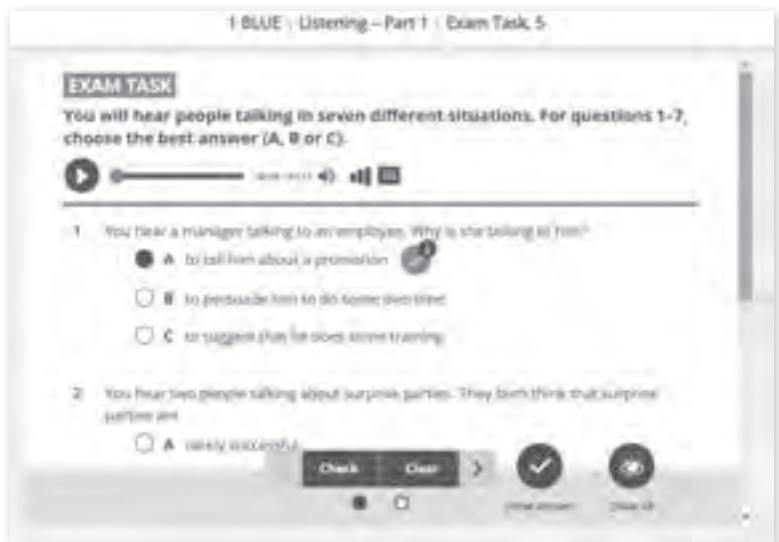 1 BLUE | Listening – Part 1 | Exam Task, 5
EXAM TASK
You will hear people talking in seven different situations. For questions 1–7,
choose the best answer (A, B or C).
1 You hear a manager talking to an employee. Why is she talking to him?
A to tell him about a promotion
B to persuade him to do some overtime
C to suggest that he does some training
2 You hear two people talking about surprise parties. They both think that surprise
parties are
A rarely successful.
Check Clear
Show answer Show all